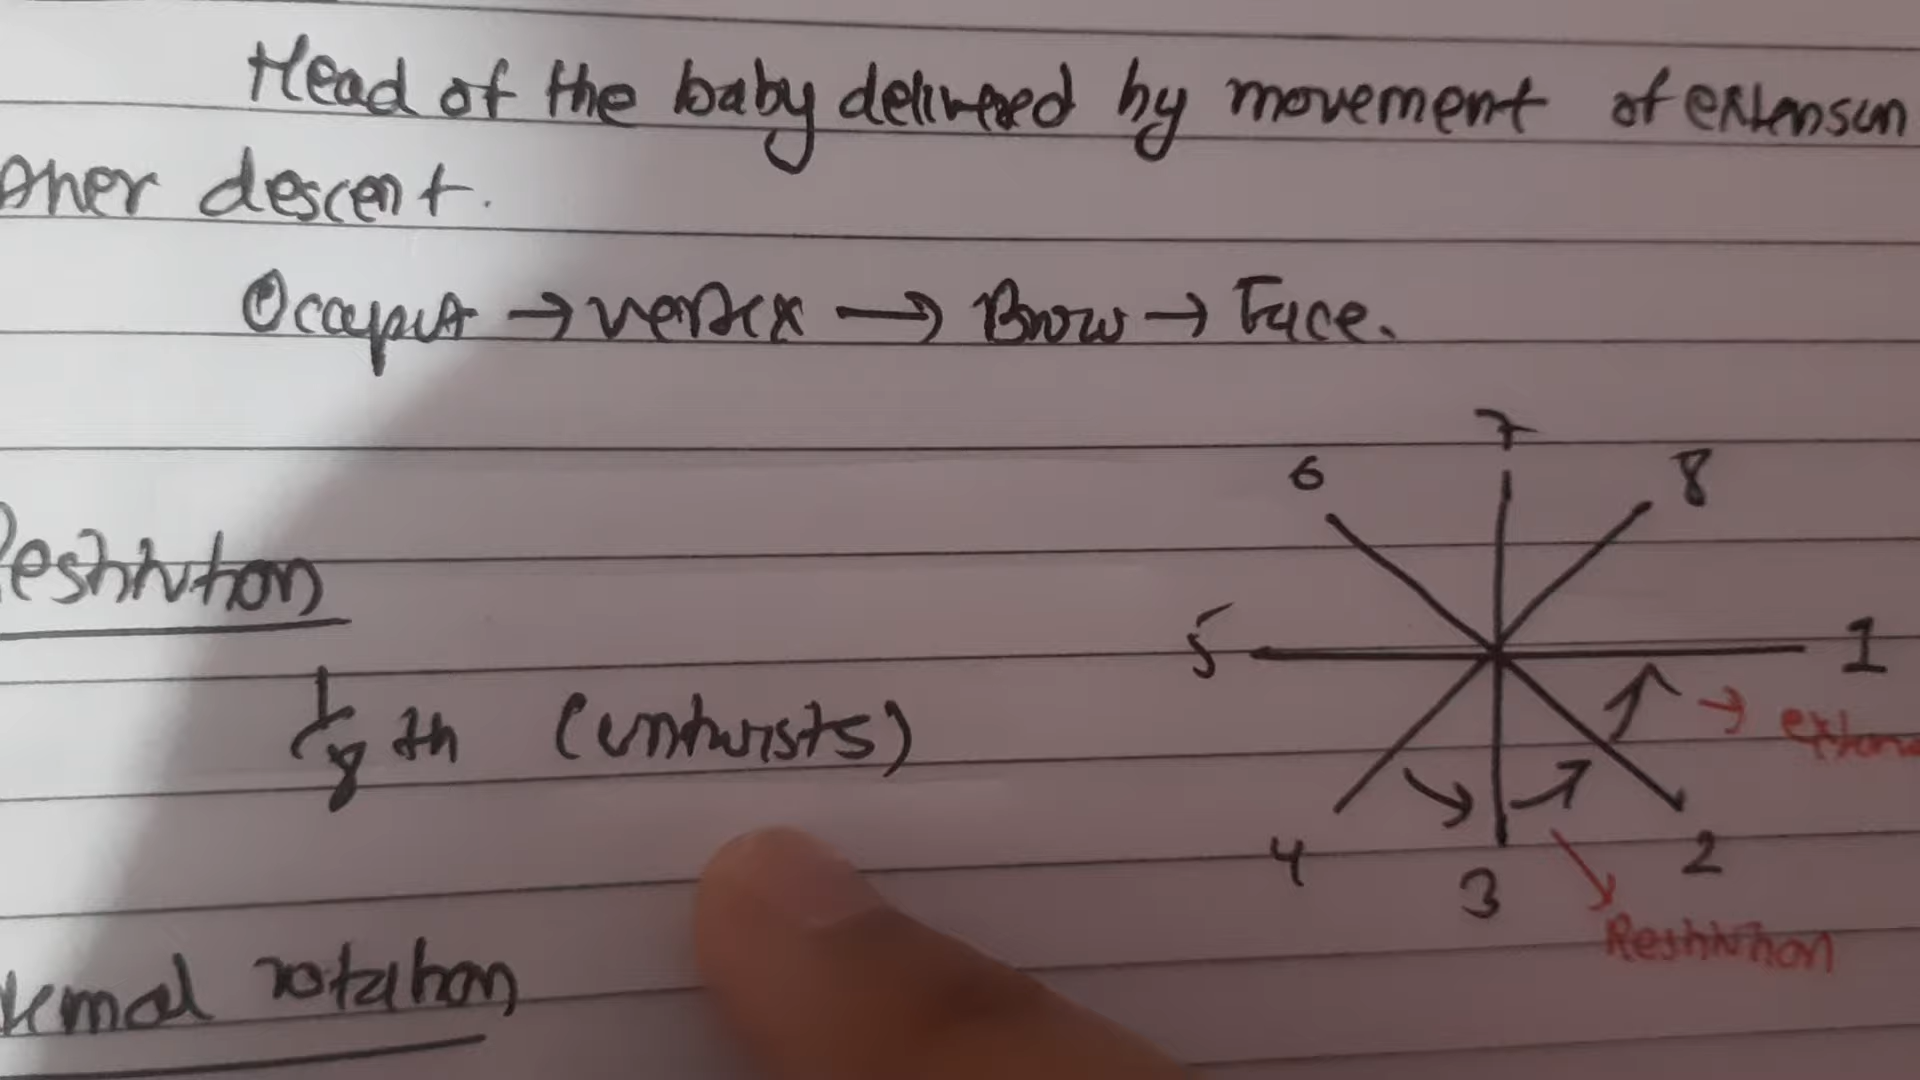 Head of the baby delivered by movement of extension
after descent.
Occiput → vertex → Brow → Face.
7
6
8
Restitution
5
1
1/8 th (untwists)
→
4
2
3
Restitution
rotation